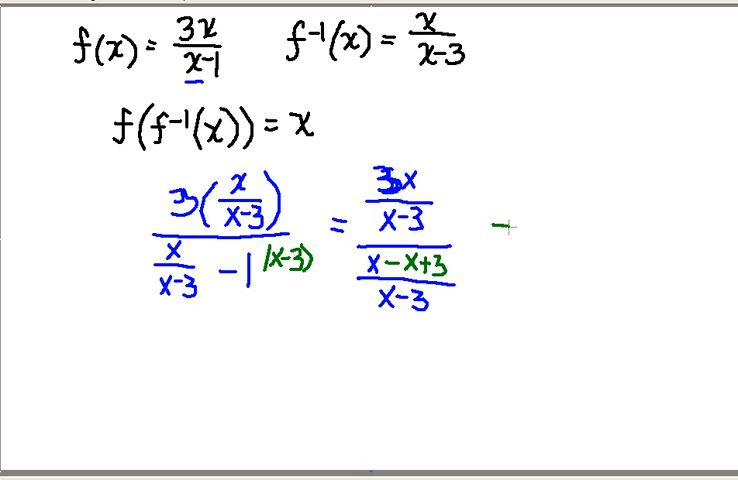 f(x) = 3x/(x-1)   f⁻¹(x) = x/(x-3)
f(f⁻¹(x)) = x
(3(x/(x-3)))/(x/(x-3) - 1(x-3)) = (3x/(x-3))/((x-x+3)/(x-3)) =